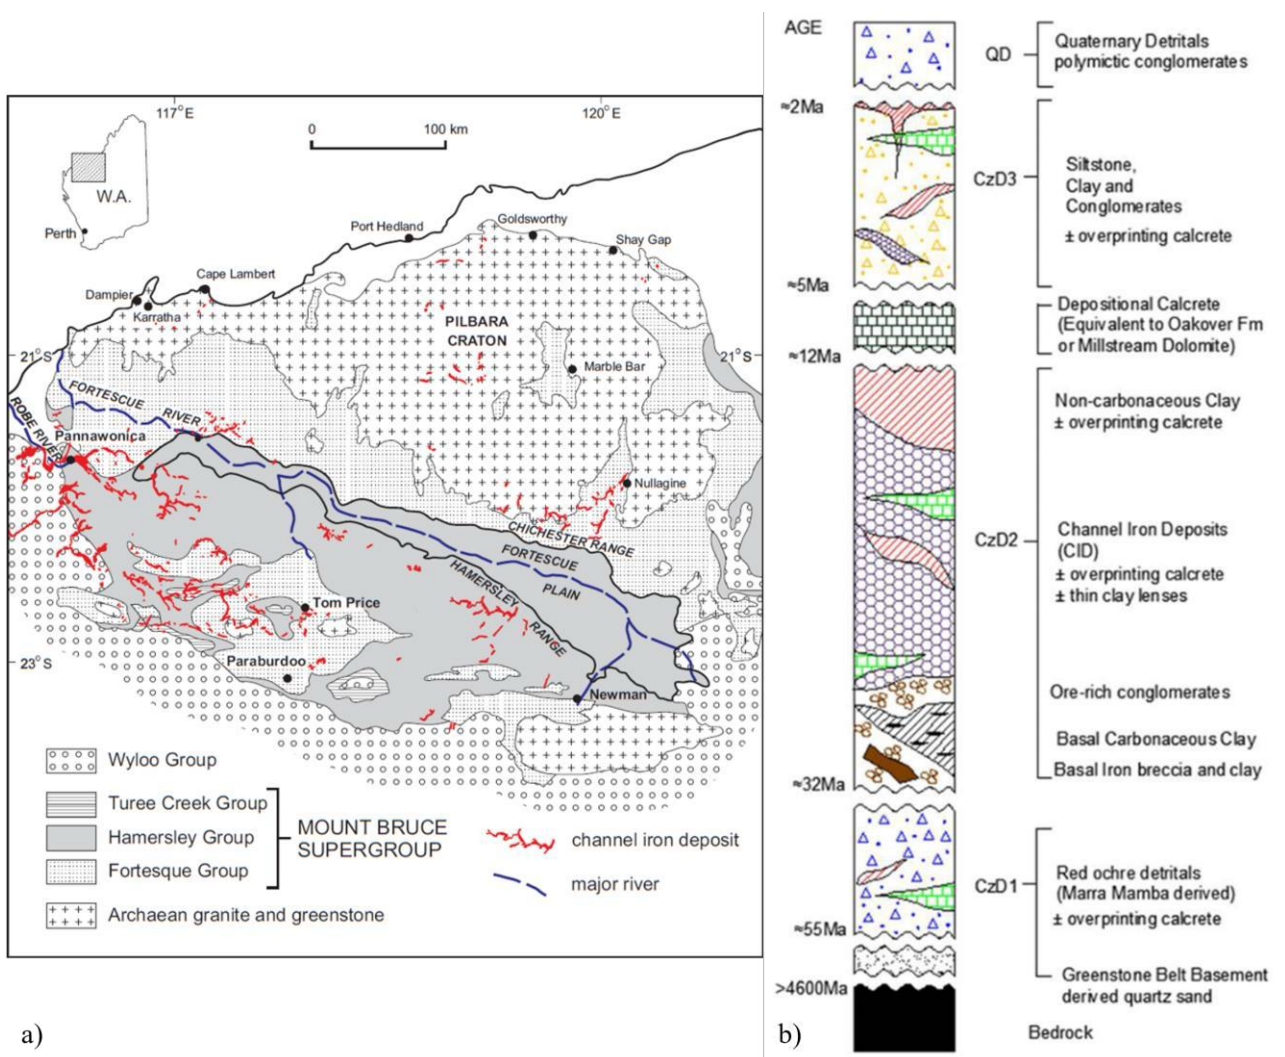 117°E
120°E
0
100 km
W.A.
Perth
Port Hedland
Goldsworthy
Shay Gap
Cape Lambert
Dampier
Karratha
PILBARA
CRATON
21°S
21°S
Marble Bar
FORTESCUE
RIVER
ROBE RIVER
Pannawonica
Nullagine
CHICHESTER RANGE
FORTESCUE
PLAIN
HAMERSLEY
RANGE
Tom Price
23°S
Paraburdoo
Newman
Wyloo Group
Turee Creek Group
Hamersley Group
Fortesque Group
MOUNT BRUCE
SUPERGROUP
Archaean granite and greenstone
channel iron deposit
major river
a)
AGE
QD
Quaternary Detritals
polymictic conglomerates
≈2Ma
CzD3
Siltstone,
Clay and
Conglomerates
± overprinting calcrete
≈5Ma
Depositional Calcrete
(Equivalent to Oakover Fm
or Millstream Dolomite)
≈12Ma
Non-carbonaceous Clay
± overprinting calcrete
CzD2
Channel Iron Deposits
(CID)
± overprinting calcrete
± thin clay lenses
Ore-rich conglomerates
Basal Carbonaceous Clay
Basal Iron breccia and clay
≈32Ma
CzD1
Red ochre detritals
(Marra Mamba derived)
± overprinting calcrete
≈55Ma
Greenstone Belt Basement
derived quartz sand
>4600Ma
Bedrock
b)